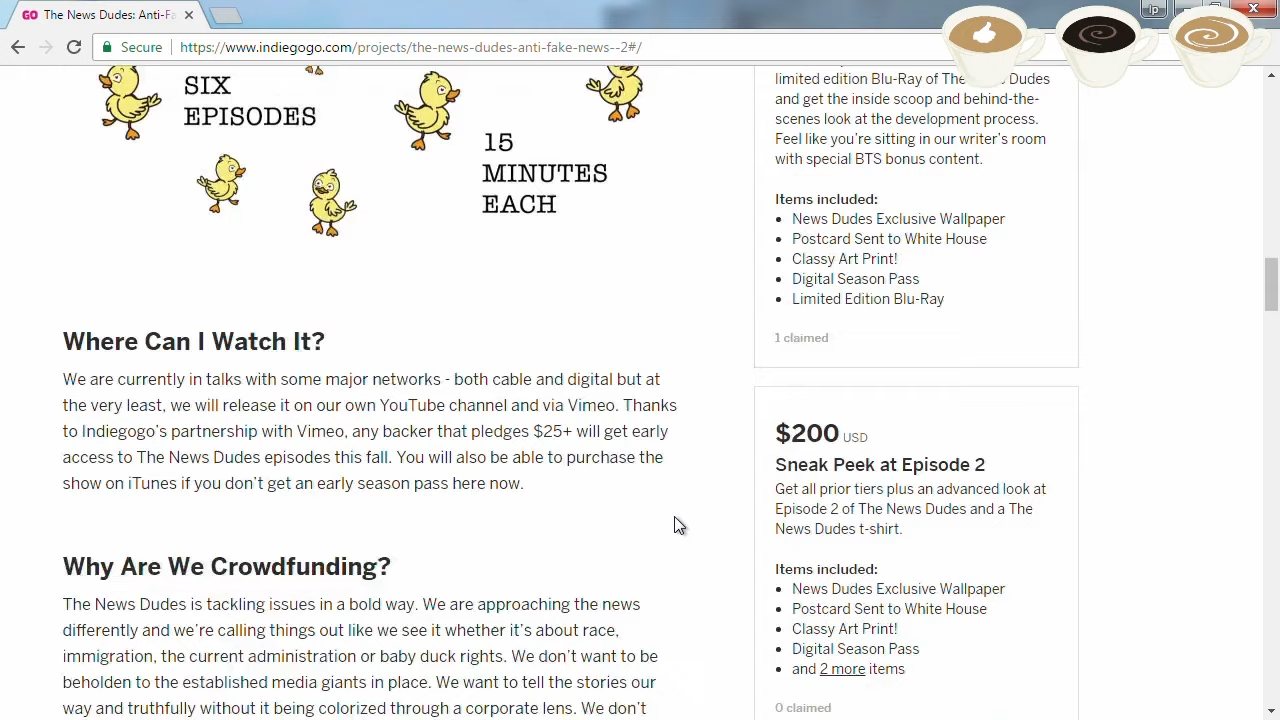 The News Dudes: Anti-Fa
Secure
https://www.indiegogo.com/projects/the-news-dudes-anti-fake-news--2#/
SIX
EPISODES
15
MINUTES
EACH
Where Can I Watch It?
We are currently in talks with some major networks - both cable and digital but at
the very least, we will release it on our own YouTube channel and via Vimeo. Thanks
to Indiegogo's partnership with Vimeo, any backer that pledges $25+ will get early
access to The News Dudes episodes this fall. You will also be able to purchase the
show on iTunes if you don't get an early season pass here now.
Why Are We Crowdfunding?
The News Dudes is tackling issues in a bold way. We are approaching the news
differently and we're calling things out like we see it whether it's about race,
immigration, the current administration or baby duck rights. We don't want to be
beholden to the established media giants in place. We want to tell the stories our
way and truthfully without it being colorized through a corporate lens. We don't
limited edition Blu-Ray of The Dudes
and get the inside scoop and behind-the-
scenes look at the development process.
Feel like you're sitting in our writer's room
with special BTS bonus content.
Items included:
• News Dudes Exclusive Wallpaper
• Postcard Sent to White House
• Classy Art Print!
• Digital Season Pass
• Limited Edition Blu-Ray
1 claimed
$200 USD
Sneak Peek at Episode 2
Get all prior tiers plus an advanced look at
Episode 2 of The News Dudes and a The
News Dudes t-shirt.
Items included:
• News Dudes Exclusive Wallpaper
• Postcard Sent to White House
• Classy Art Print!
• Digital Season Pass
• and 2 more items
0 claimed